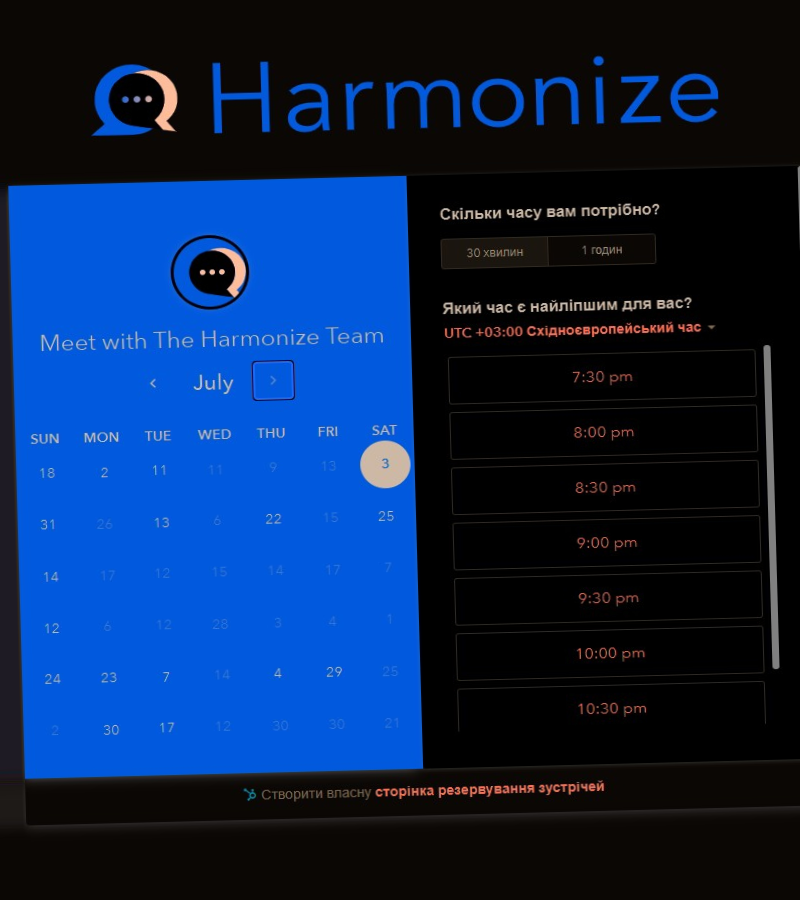 Harmonize
Meet with The Harmonize Team
July
SUN MON TUE WED THU FRI SAT
18 2 11 11 9 13 3
31 26 13 6 22 15 25
14 17 12 15 14 17 7
12 6 12 28 3 4 1
24 23 7 14 4 29 25
2 30 17 12 30 30 21
Скільки часу вам потрібно?
30 хвилин 1 годин
Який час є найліпшим для вас?
UTC +03:00 Східноєвропейський час
7:30 pm
8:00 pm
8:30 pm
9:00 pm
9:30 pm
10:00 pm
10:30 pm
Створити власну сторінка резервування зустрічей